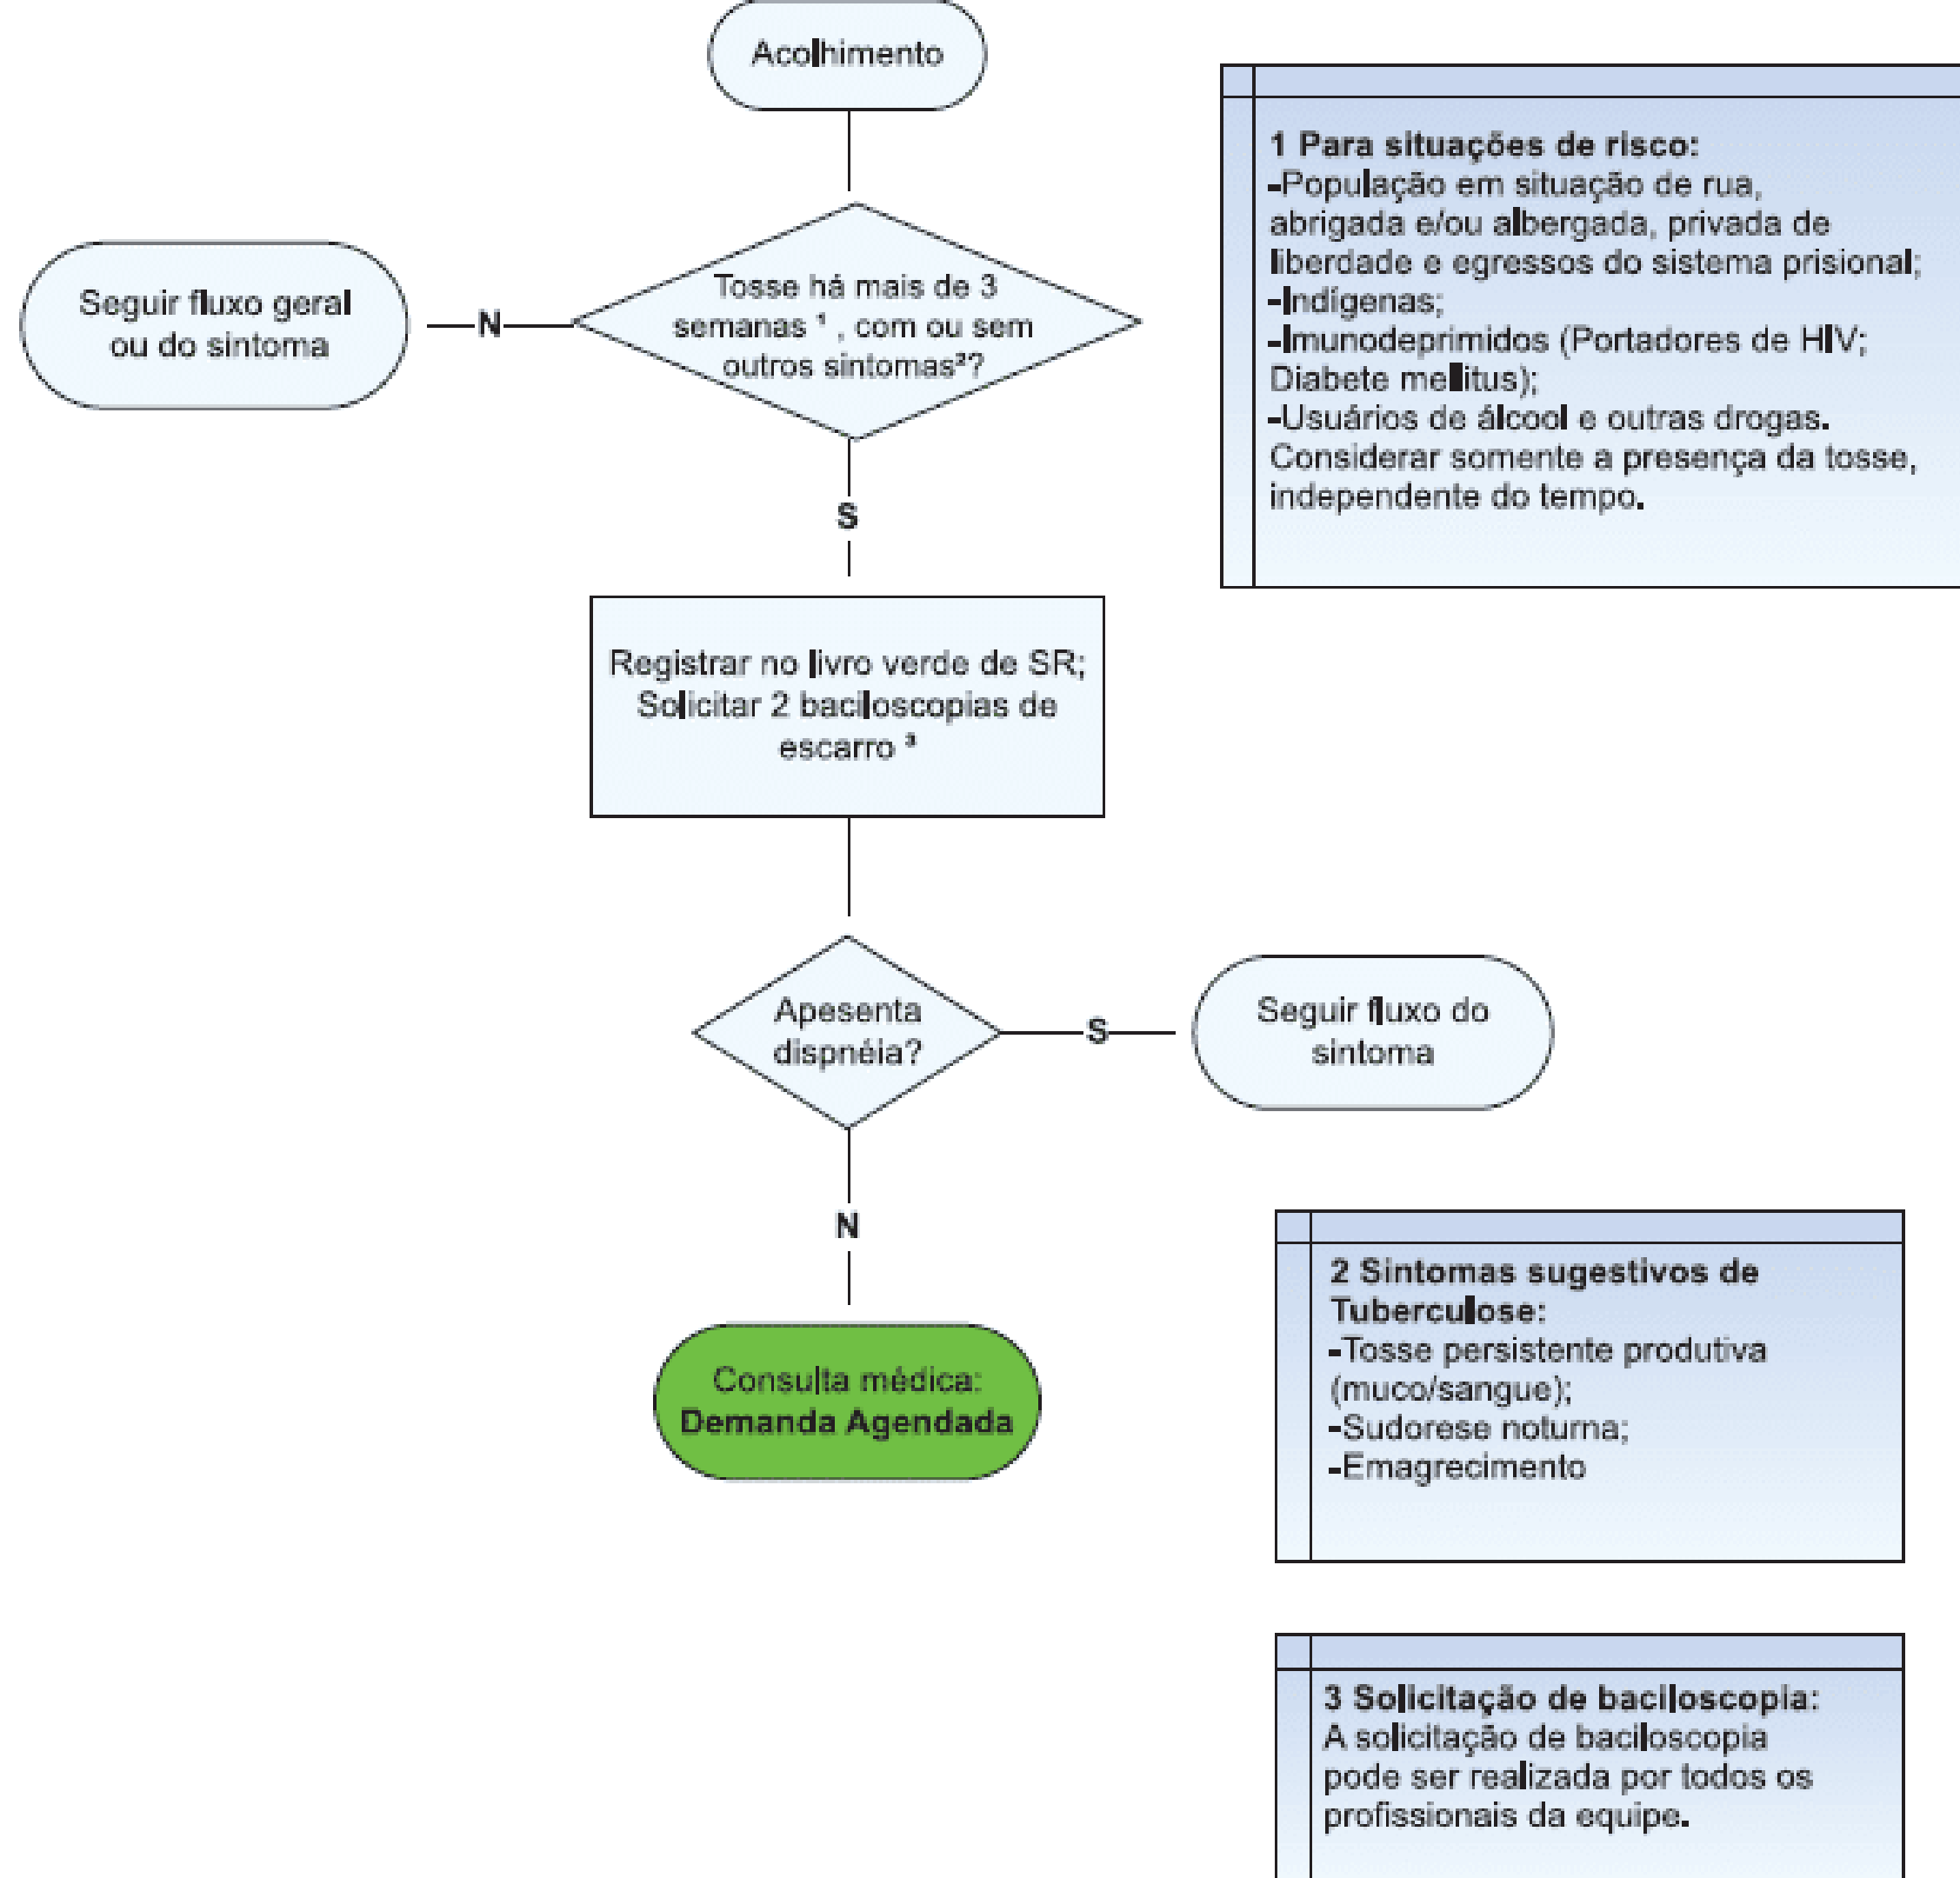 Acolhimento
Tosse há mais de 3
semanas ¹ , com ou sem
outros sintomas²?
N
Seguir fluxo geral
ou do sintoma
S
Registrar no livro verde de SR;
Solicitar 2 baciloscopias de
escarro ³
Apesenta
dispnéia?
S
Seguir fluxo do
sintoma
N
Consulta médica:
Demanda Agendada
1 Para situações de risco:
-População em situação de rua,
abrigada e/ou albergada, privada de
liberdade e egressos do sistema prisional;
-Indígenas;
-Imunodeprimidos (Portadores de HIV;
Diabete mellitus);
-Usuários de álcool e outras drogas.
Considerar somente a presença da tosse,
independente do tempo.
2 Sintomas sugestivos de
Tuberculose:
-Tosse persistente produtiva
(muco/sangue);
-Sudorese noturna;
-Emagrecimento
3 Solicitação de baciloscopia:
A solicitação de baciloscopia
pode ser realizada por todos os
profissionais da equipe.